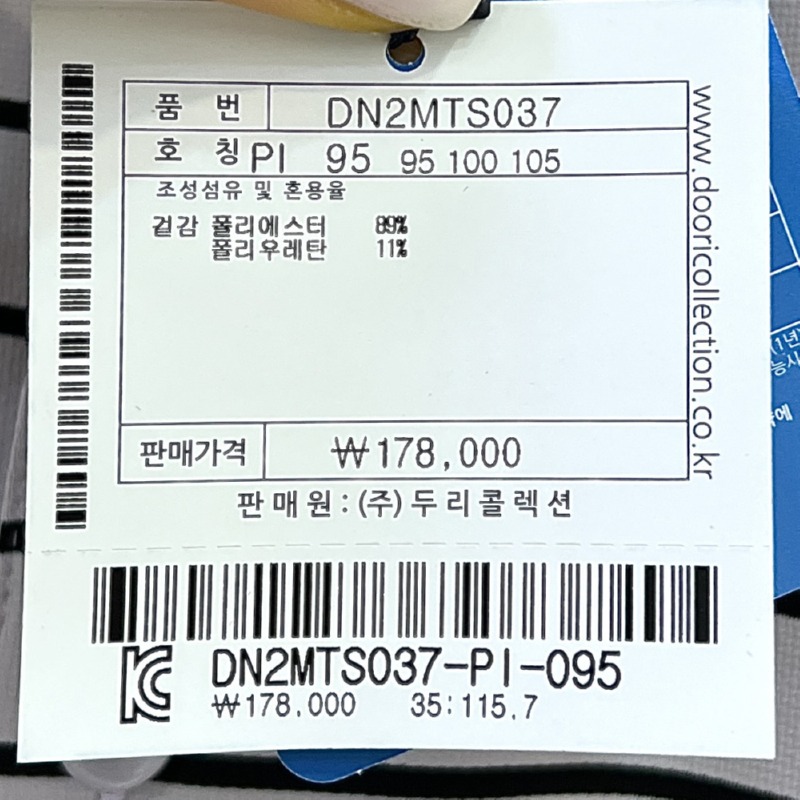 품 번 DN2MTS037
호 칭 PI 95 95 100 105
조성섬유 및 혼용율
겉감 폴리에스터 89%
폴리우레탄 11%
판매가격 ₩178,000
판매원:(주)두리콜렉션
www.dooricollection.co.kr
DN2MTS037-PI-095
₩178,000 35:115.7
(1년)